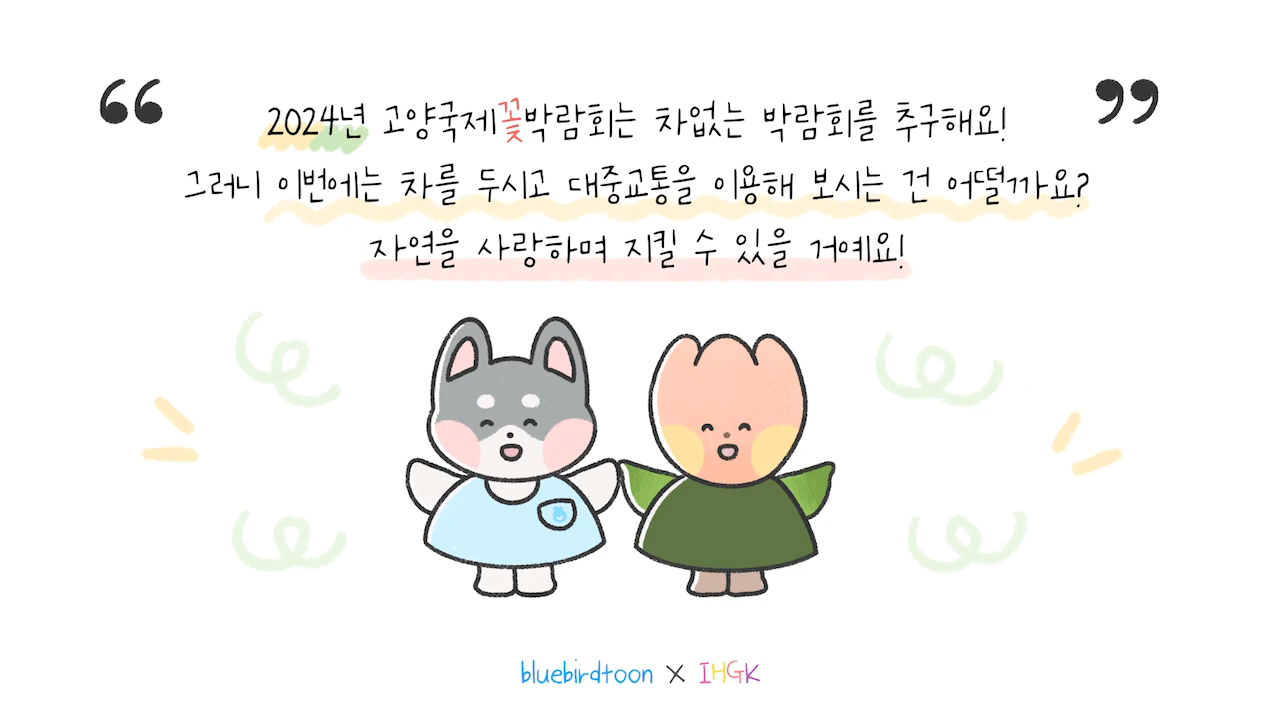 “ 2024년 고양국제꽃박람회는 차없는 박람회를 추구해요! ”
그러니 이번에는 차를 두시고 대중교통을 이용해 보시는 건 어떨까요?
자연을 사랑하며 지킬 수 있을 거예요!
bluebirdtoon X IHGK